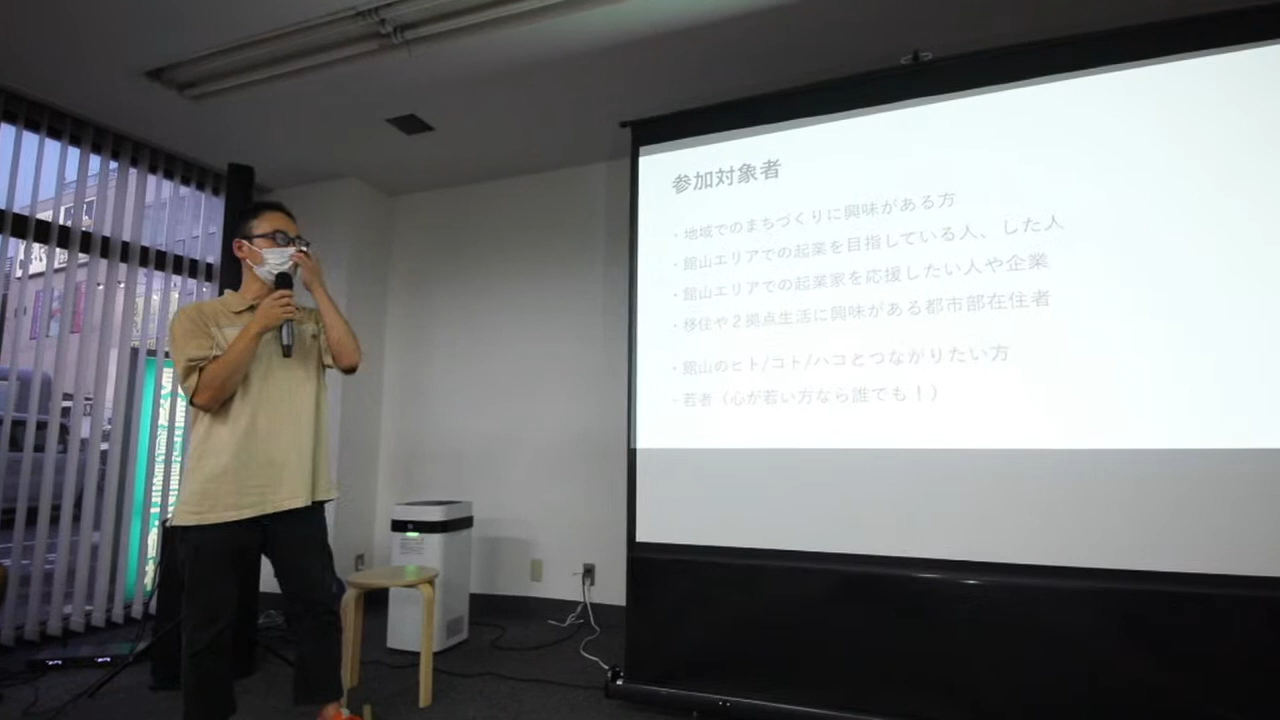 参加対象者
・地域でのまちづくりに興味がある方
・館山エリアでの起業を目指している人、した人
・館山エリアでの起業家を応援したい人や企業
・移住や２拠点生活に興味がある都市部在住者
・館山のヒト/コト/ハコとつながりたい方
・若者（心が若い方なら誰でも！）